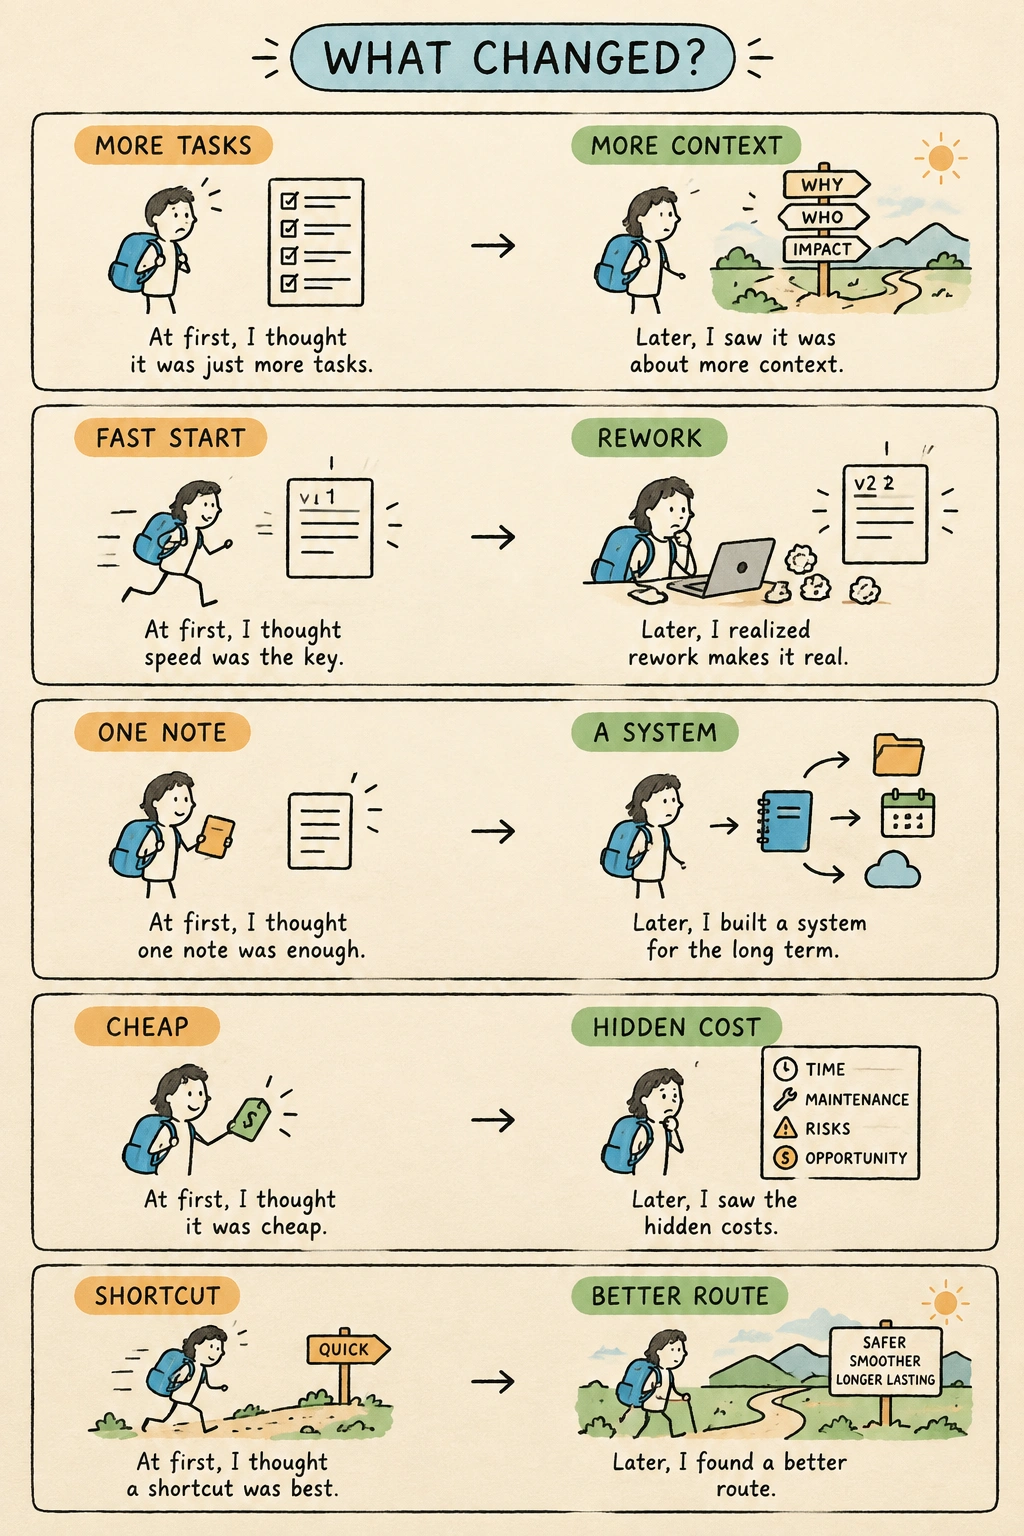 WHAT CHANGED?
MORE TASKS
At first, I thought
it was just more tasks.
MORE CONTEXT
WHY
WHO
IMPACT
Later, I saw it was
about more context.
FAST START
v1 1
At first, I thought
speed was the key.
REWORK
v2 2
Later, I realized
rework makes it real.
ONE NOTE
At first, I thought
one note was enough.
A SYSTEM
Later, I built a system
for the long term.
CHEAP
$
At first, I thought
it was cheap.
HIDDEN COST
TIME
MAINTENANCE
RISKS
$ OPPORTUNITY
Later, I saw the
hidden costs.
SHORTCUT
QUICK
At first, I thought
a shortcut was best.
BETTER ROUTE
SAFER
SMOOTHER
LONGER LASTING
Later, I found a better
route.